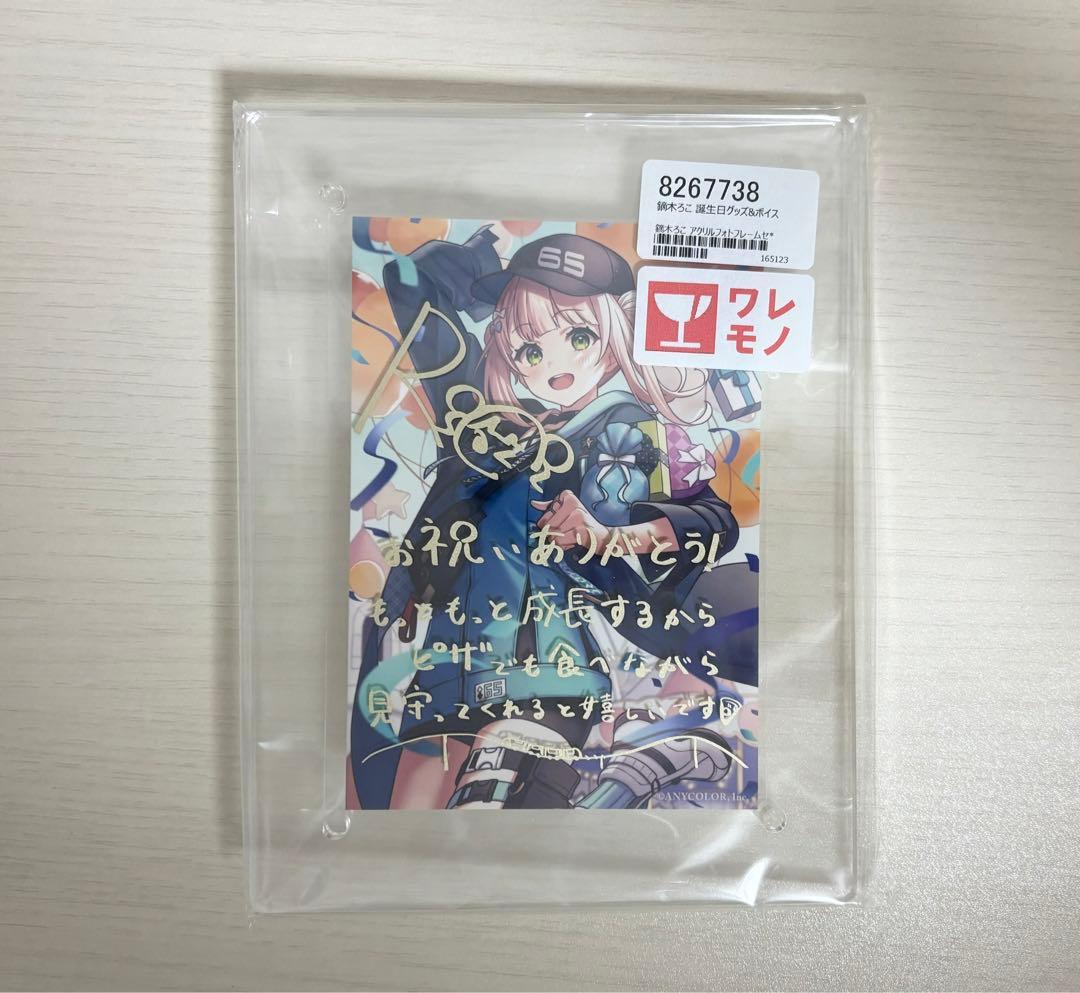 8267738
鏑木ろこ 誕生日グッズ&ボイス
鏑木ろこ アクリルフォトフレームセ*
165123
ワレ
モノ
65
お祝いありがとう!
もっともっと成長するから
ピザでも食べながら
65
見守ってくれると嬉しいです
©ANYCOLOR, Inc.